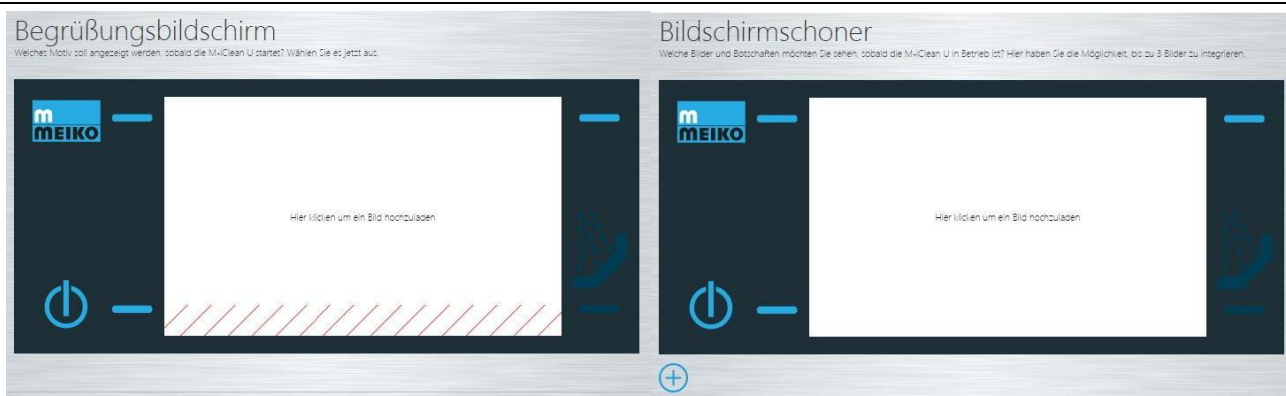 Begrüßungsbildschirm
Welches Motiv soll angezeigt werden, sobald die M-iClean U startet? Wählen Sie es jetzt aus.
m
MEIKO
Hier klicken um ein Bild hochzuladen
Bildschirmschoner
Welche Bilder und Botschaften möchten Sie sehen, sobald die M-iClean U in Betrieb ist? Hier haben Sie die Möglichkeit, bis zu 3 Bilder zu integrieren.
m
MEIKO
Hier klicken um ein Bild hochzuladen